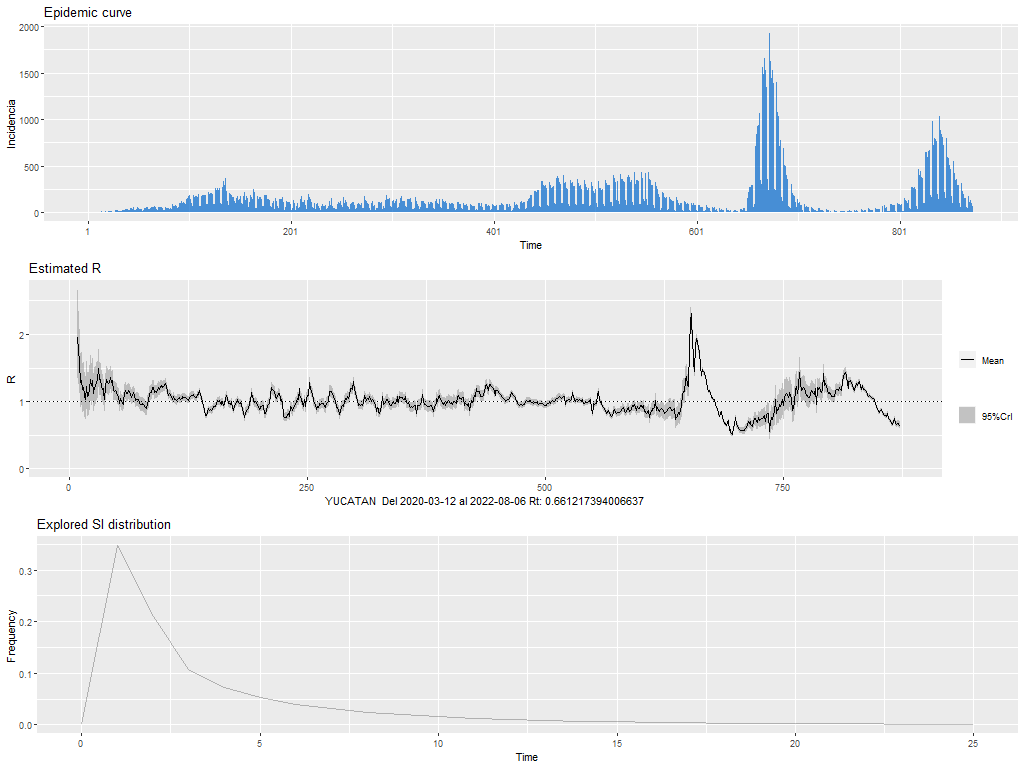 Epidemic curve
2000
1500
1000
500
0
Incidencia
1 201 401 601 801
Time
Estimated R
2
1
0
R
Mean
95%CrI
0 250 500 750
YUCATAN Del 2020-03-12 al 2022-08-06 Rt: 0.661217394006637
Explored SI distribution
0.3
0.2
0.1
0.0
Frequency
0 5 10 15 20 25
Time